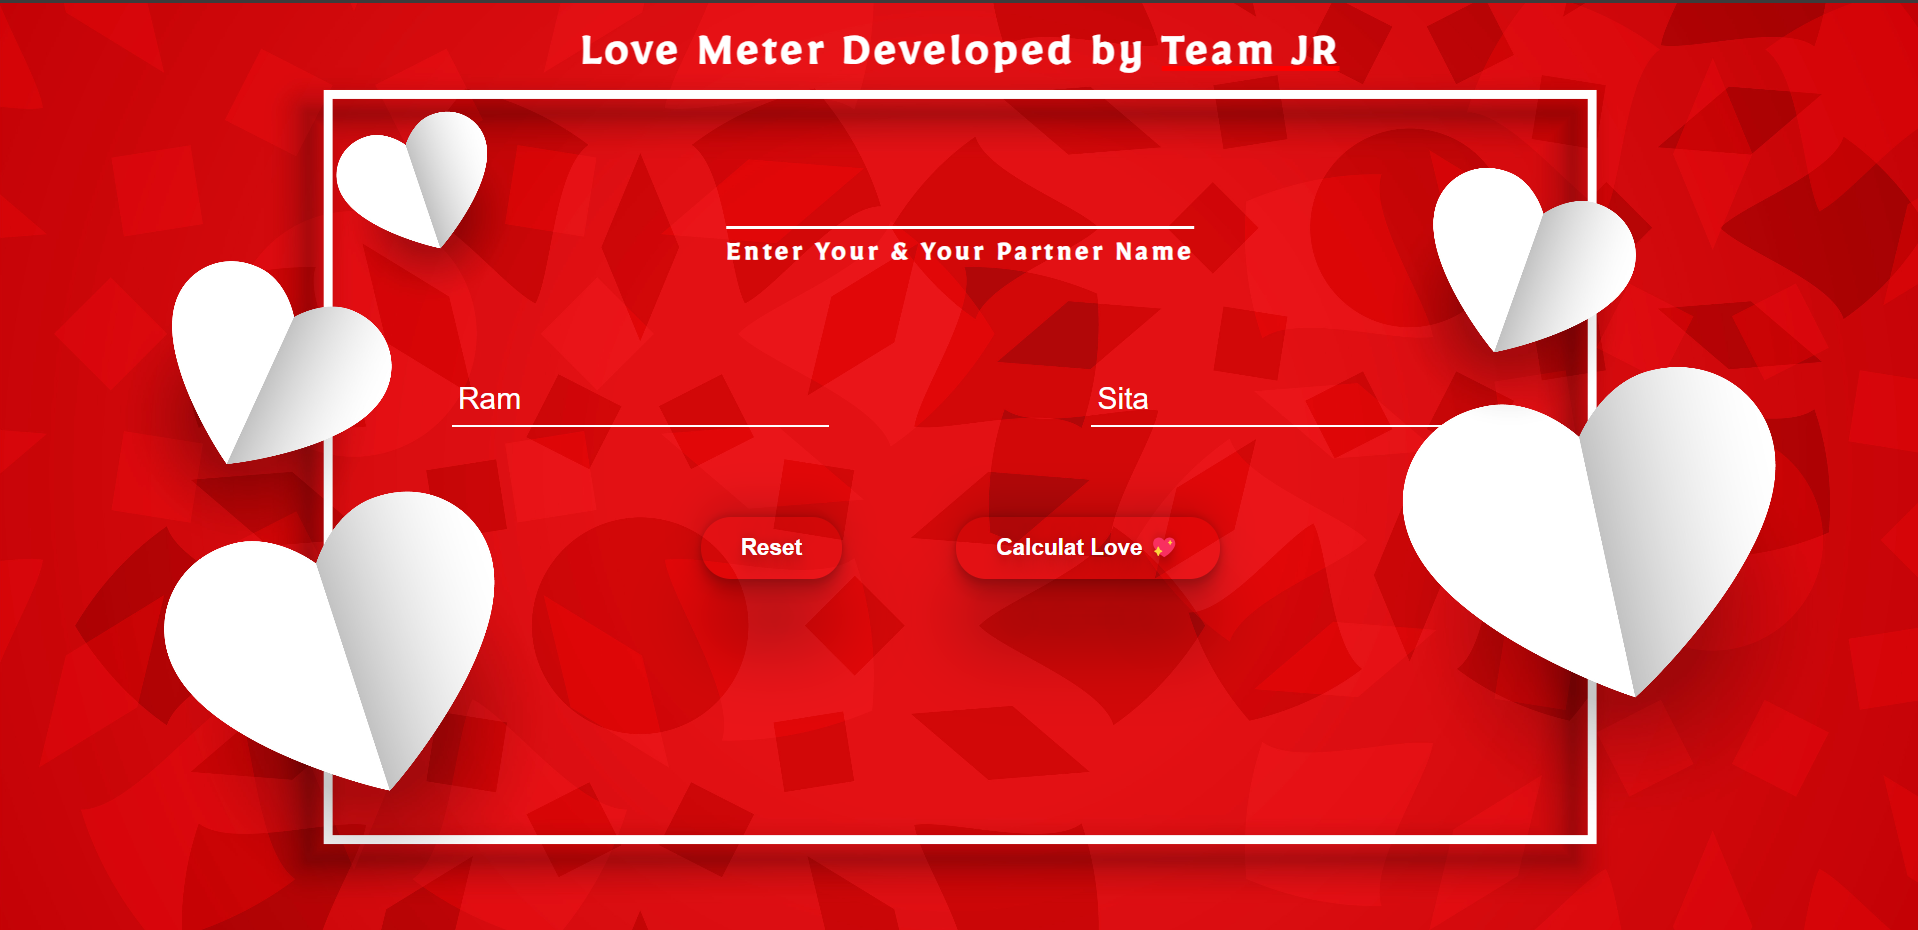 Love Meter Developed by Team JR
Enter Your & Your Partner Name
Ram
Sita
Reset
Calculat Love 💖